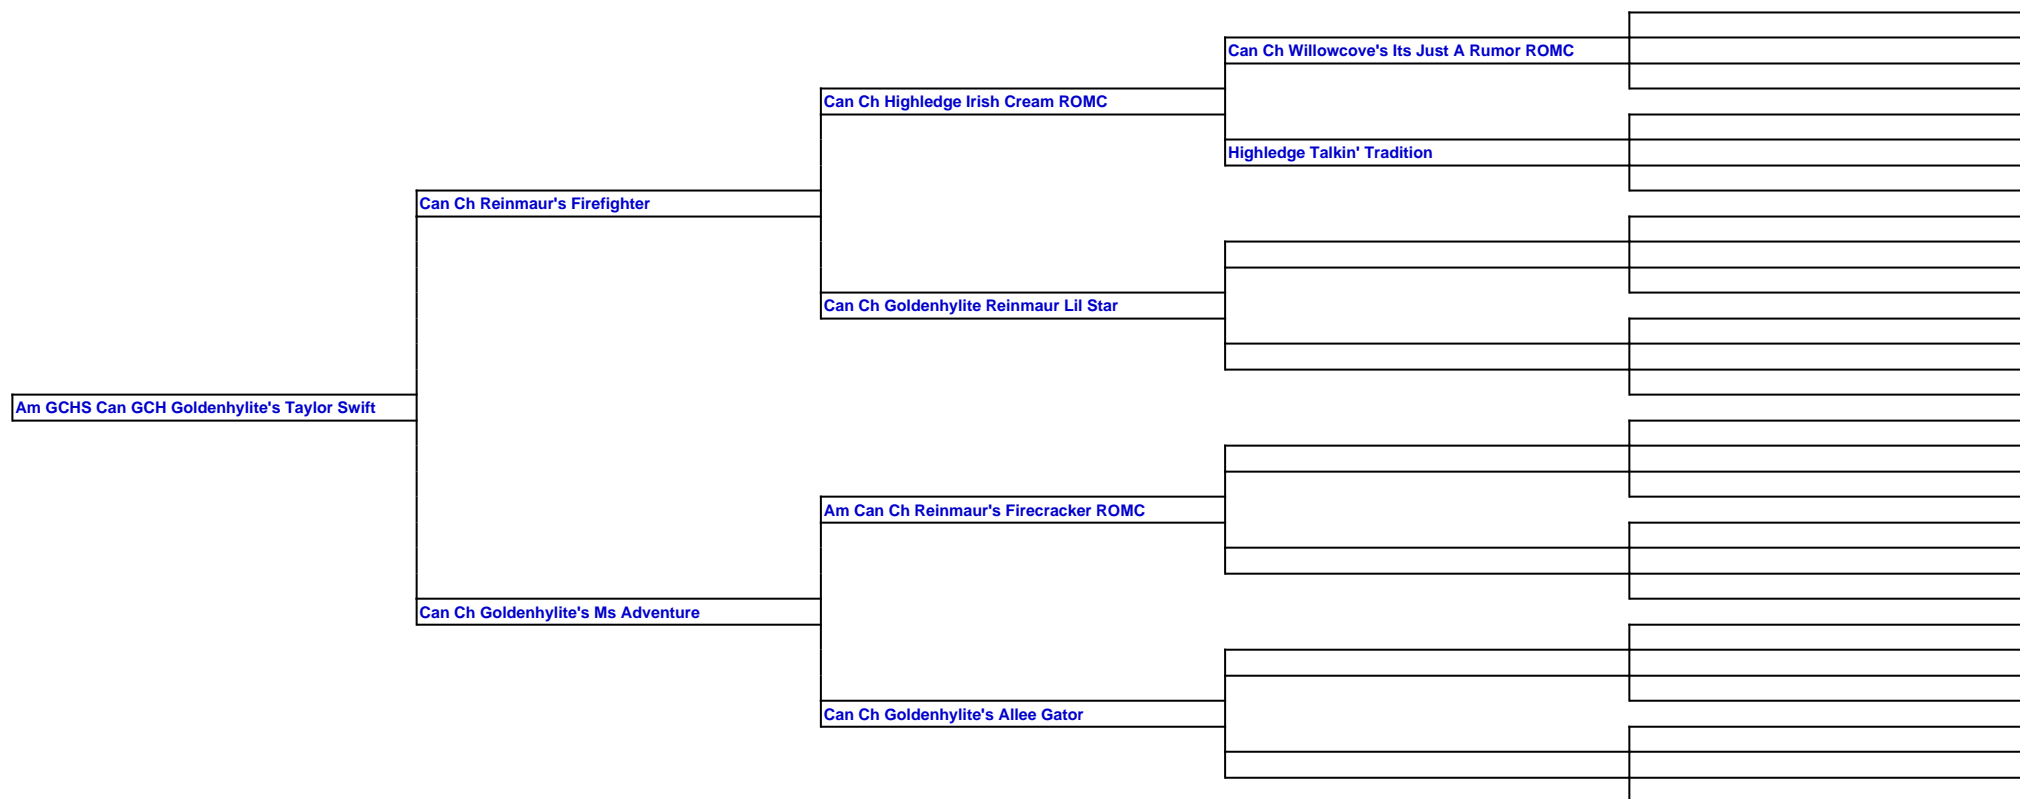 Can Ch Willowcove's Its Just A Rumor ROMC
Can Ch Highledge Irish Cream ROMC
Highledge Talkin' Tradition
Can Ch Reinmaur's Firefighter
Can Ch Goldenhylite Reinmaur Lil Star
Am GCHS Can GCH Goldenhylite's Taylor Swift
Am Can Ch Reinmaur's Firecracker ROMC
Can Ch Goldenhylite's Ms Adventure
Can Ch Goldenhylite's Allee Gator